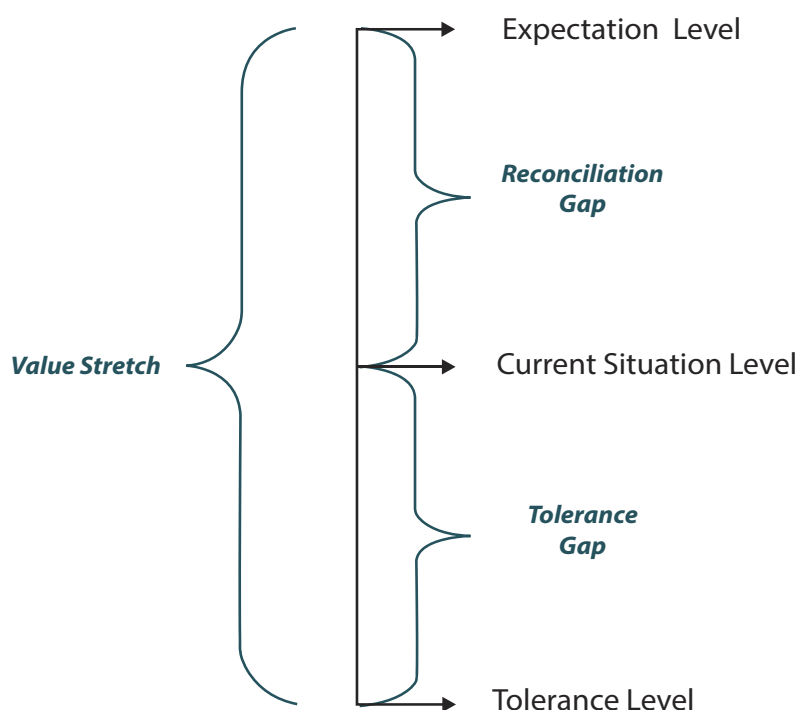 Expectation Level
Reconciliation
Gap
Value Stretch
Current Situation Level
Tolerance
Gap
Tolerance Level